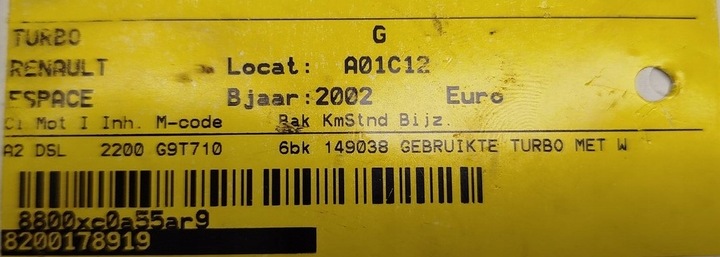 TURBO G
RENAULT Locat: A01C12
ESPACE Bjaar:2002 Euro
Cl Mot I Inh. M-code Bak KmStnd Bijz.
A2 DSL 2200 G9T710 6bk 149038 GEBRUIKTE TURBO MET W
8800xc0a55ar9
8200178919